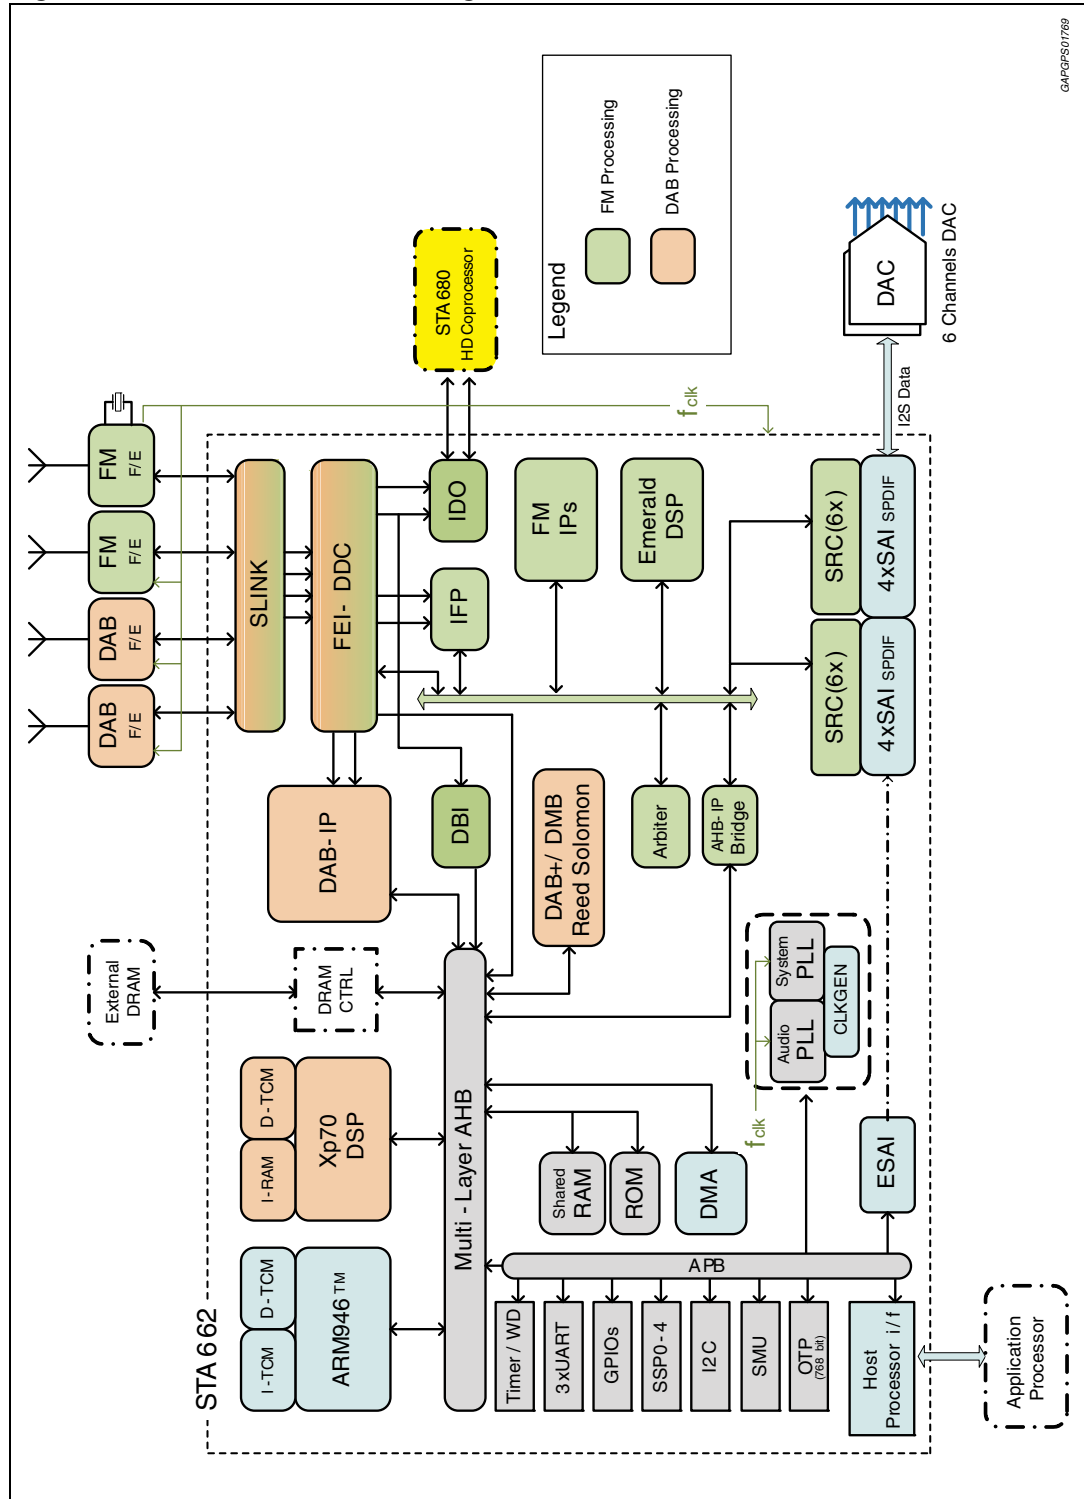 GAPGPS01769
Legend
FM Processing
DAB Processing
STA 680
HD Coprocessor
FM
F/E
FM
F/E
DAB
F/E
DAB
F/E
fclk
SLINK
FEI- DDC
IDO
IFP
FM
IPs
Emerald
DSP
SRC(6x)
4xSAI SPDIF
SRC(6x)
4xSAI SPDIF
I2S Data
DAC
6 Channels DAC
DAB- IP
DBI
DAB+/ DMB
Reed Solomon
Arbiter
AHB- IP
Bridge
External
DRAM
DRAM
CTRL
System
PLL
Audio
PLL
CLKGEN
fclk
I-RAM
D-TCM
Xp70
DSP
Multi - Layer AHB
Shared
RAM
ROM
DMA
ESAI
STA662
I-TCM
D-TCM
ARM946™
APB
Timer / WD
3xUART
GPIOs
SSP0-4
I2C
SMU
OTP
(768 bit)
Host
Processor i/f
Application
Processor